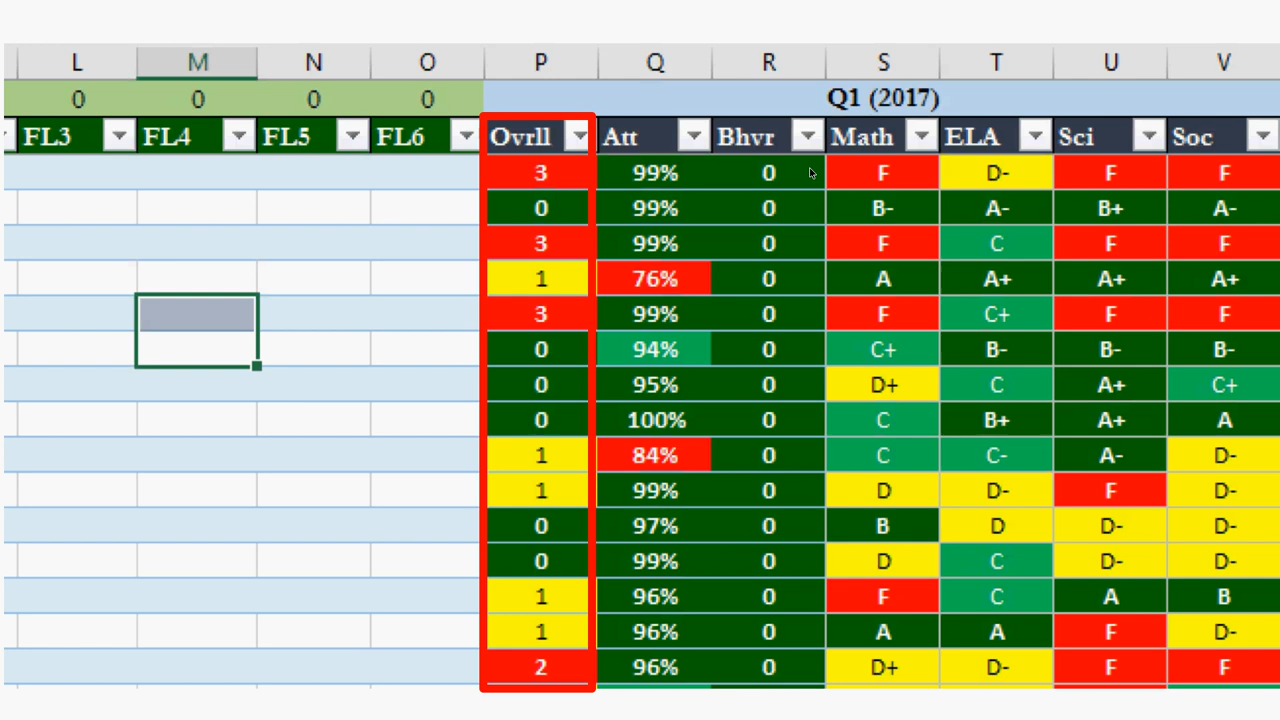 L M N O P Q R S T U V
0 0 0 0 Q1 (2017)
FL3 FL4 FL5 FL6 Ovrll Att Bhvr Math ELA Sci Soc
3 99% 0 F D- F F
0 99% 0 B- A- B+ A-
3 99% 0 F C F F
1 76% 0 A A+ A+ A+
3 99% 0 F C+ F F
0 94% 0 C+ B- B- B-
0 95% 0 D+ C A+ C+
0 100% 0 C B+ A+ A
1 84% 0 C C- A- D-
1 99% 0 D D- F D-
0 97% 0 B D D- D-
0 99% 0 D C D- D-
1 96% 0 F C A B
1 96% 0 A A F D-
2 96% 0 D+ D- F F